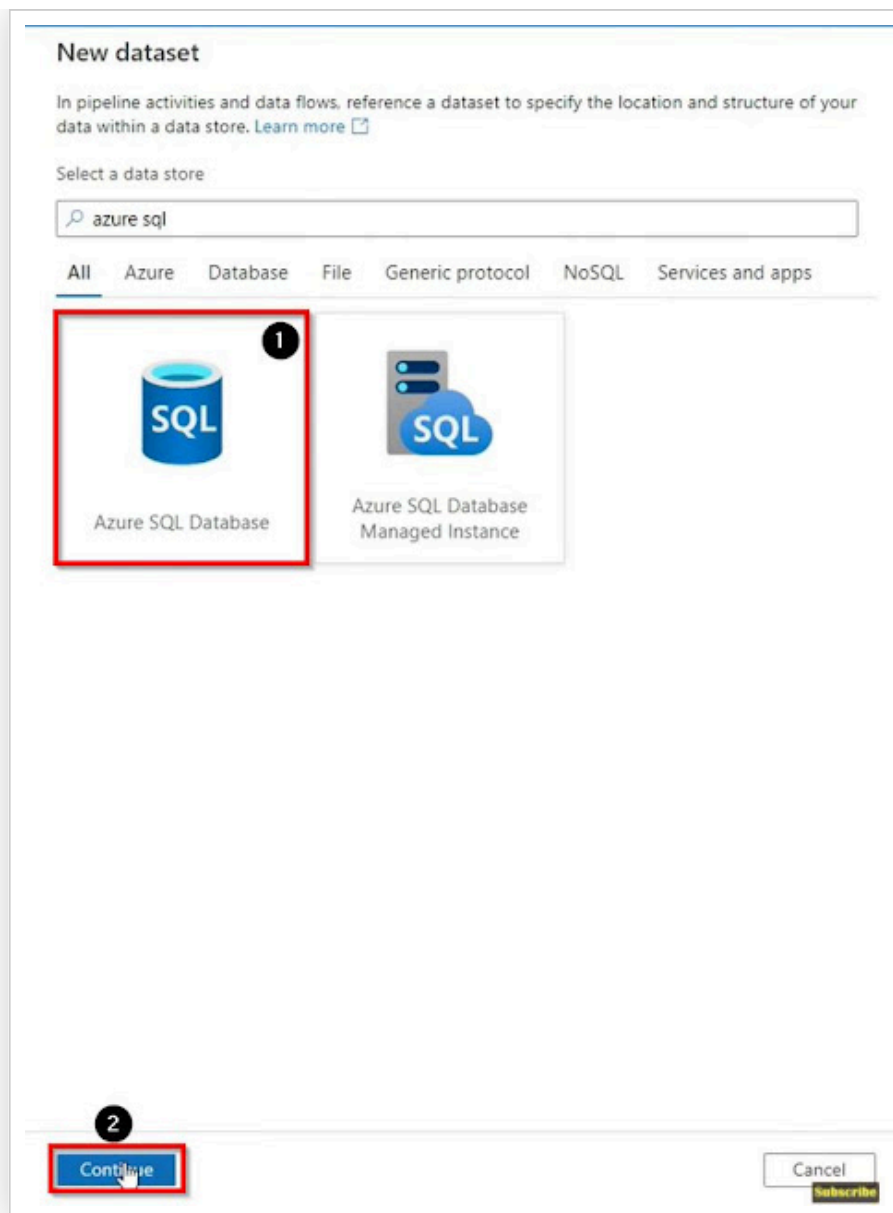 New dataset
In pipeline activities and data flows, reference a dataset to specify the location and structure of your
data within a data store. Learn more
Select a data store
azure sql
All Azure Database File Generic protocol NoSQL Services and apps
1
SQL
Azure SQL Database
SQL
Azure SQL Database
Managed Instance
2
Continue
Cancel
Subscribe